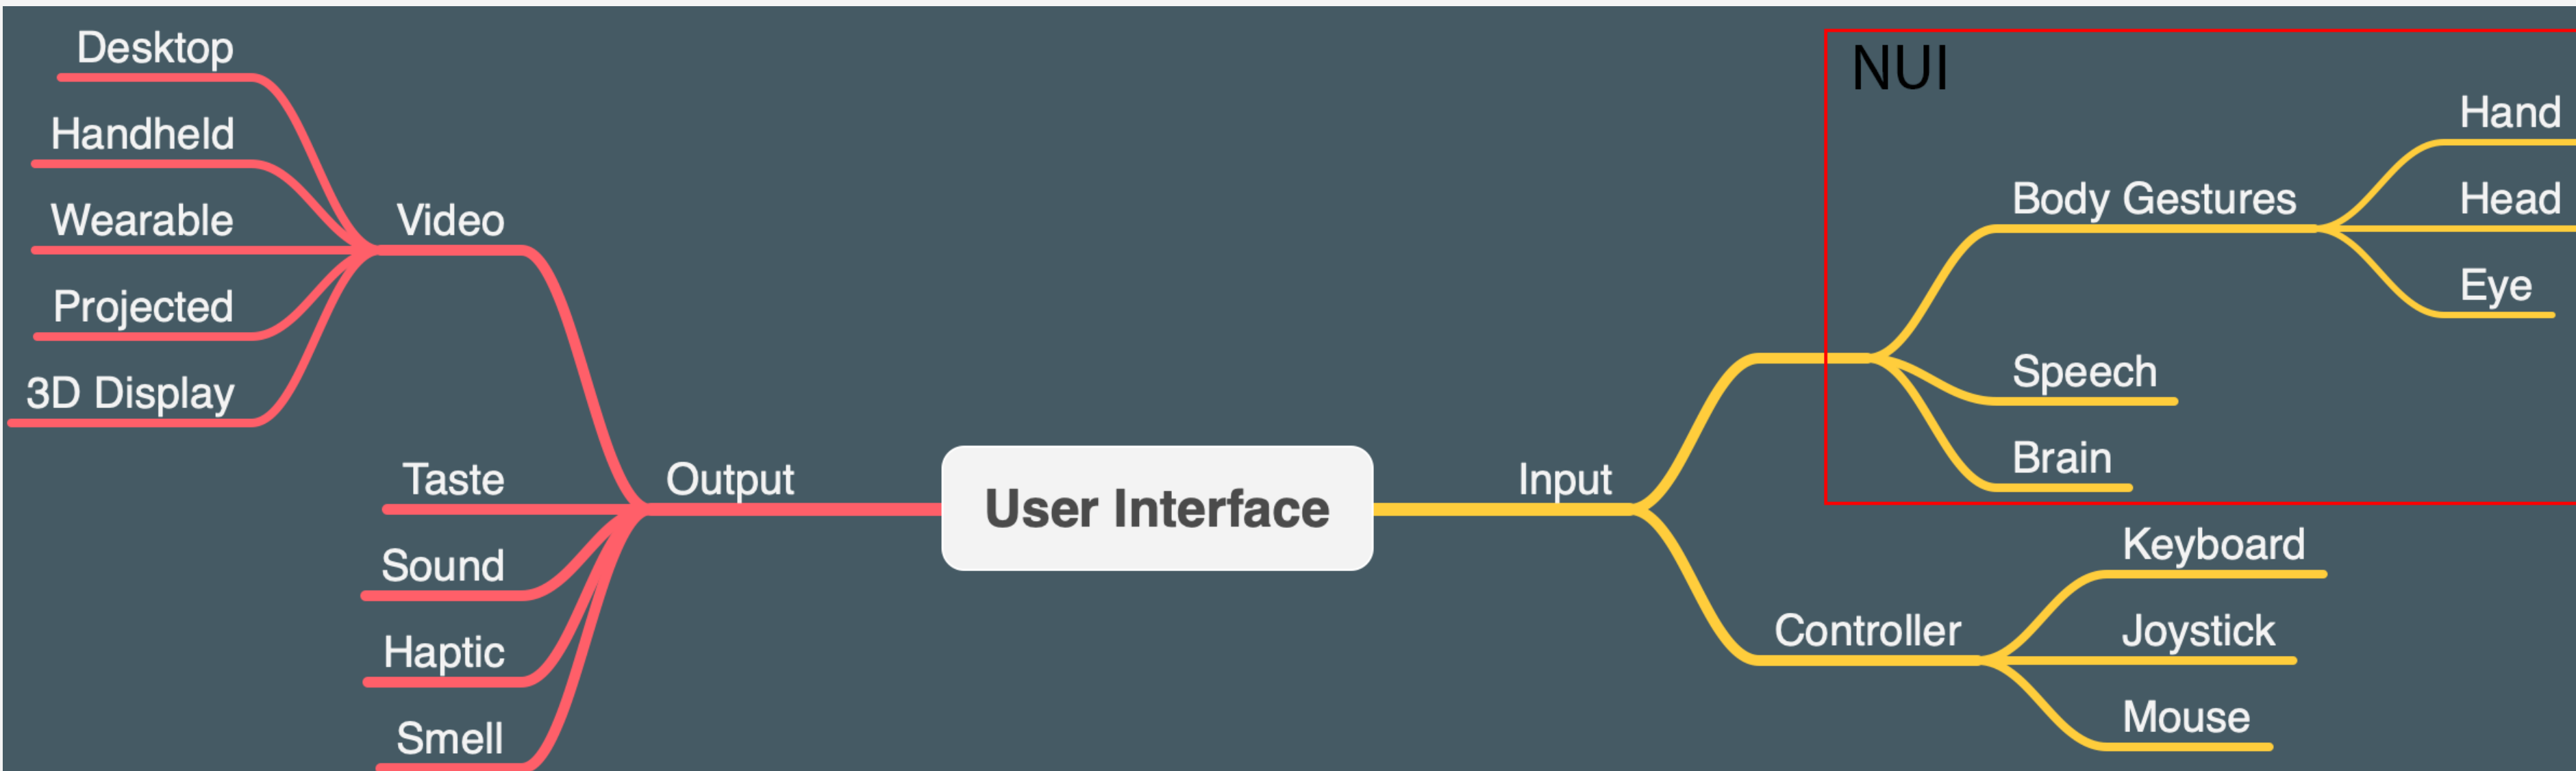 Desktop
Handheld
Wearable
Projected
3D Display
Video
Taste
Sound
Haptic
Smell
Output
User Interface
Input
NUI
Body Gestures
Hand
Head
Eye
Speech
Brain
Controller
Keyboard
Joystick
Mouse